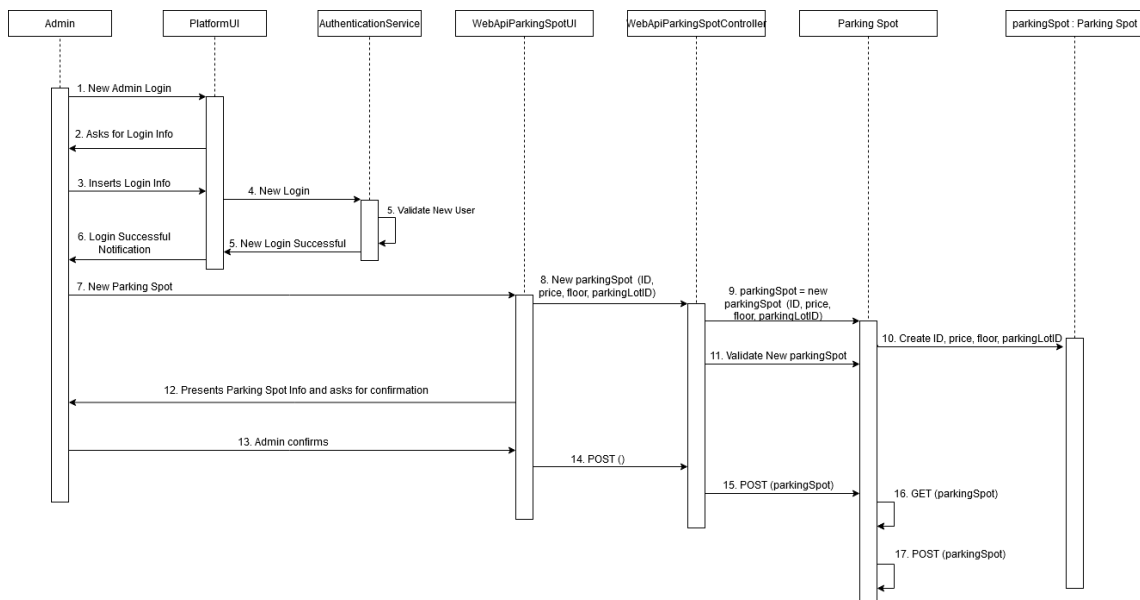 Admin
PlatformUI
AuthenticationService
WebApiParkingSpotUI
WebApiParkingSpotController
Parking Spot
parkingSpot : Parking Spot
1. New Admin Login
2. Asks for Login Info
3. Inserts Login Info
4. New Login
5. Validate New User
5. New Login Successful
6. Login Successful
Notification
7. New Parking Spot
8. New parkingSpot (ID,
price, floor, parkingLotID)
9. parkingSpot = new
parkingSpot (ID, price,
floor, parkingLotID)
10. Create ID, price, floor, parkingLotID
11. Validate New parkingSpot
12. Presents Parking Spot Info and asks for confirmation
13. Admin confirms
14. POST ()
15. POST (parkingSpot)
16. GET (parkingSpot)
17. POST (parkingSpot)